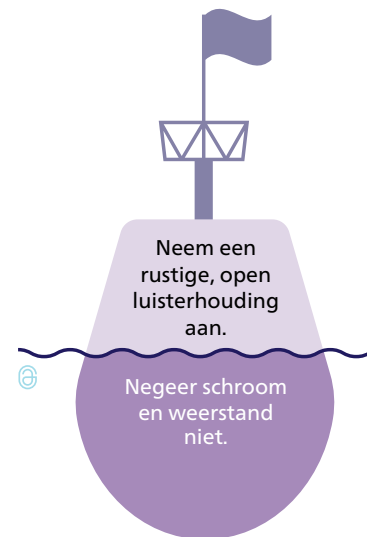 Neem een
rustige, open
luisterhouding
aan.
Negeer schroom
en weerstand
niet.